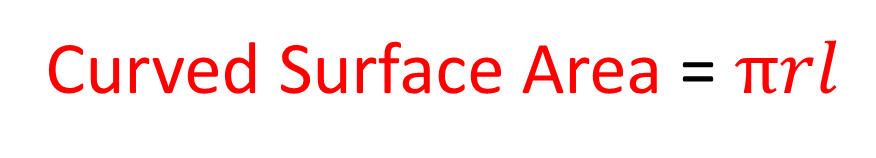 Curved Surface Area = πrl